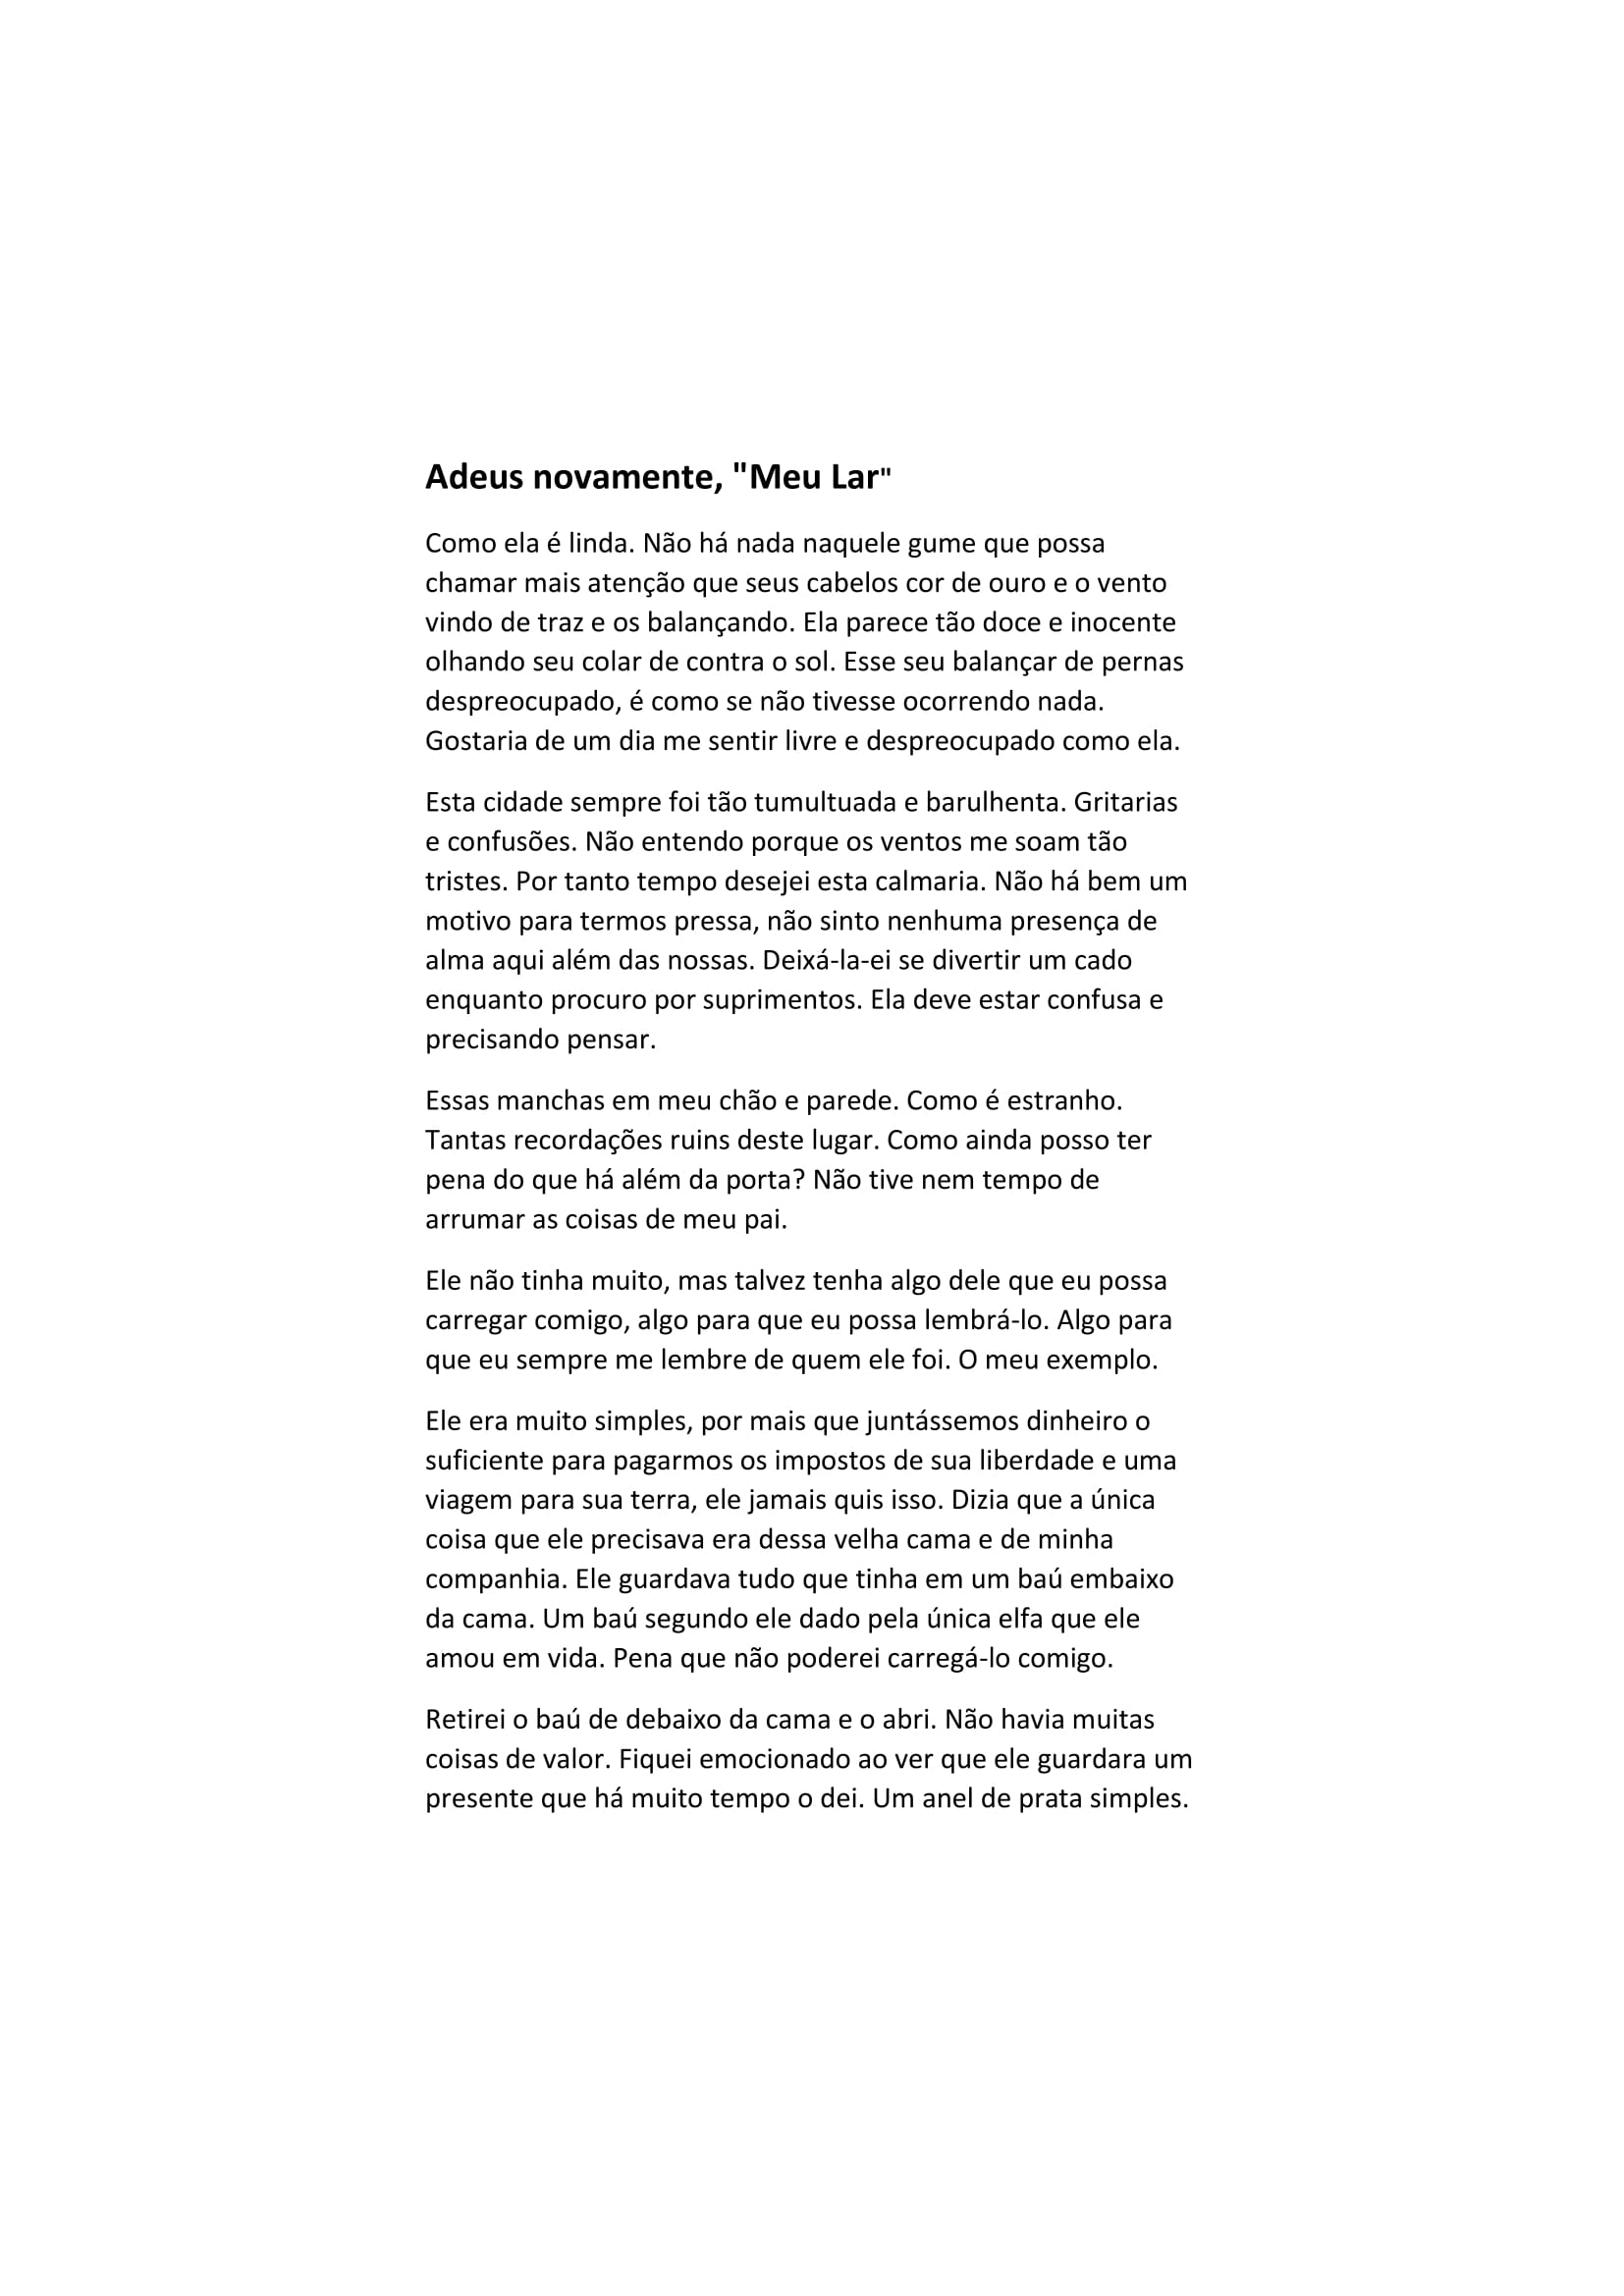 Adeus novamente, "Meu Lar"
Como ela é linda. Não há nada naquele gume que possa
chamar mais atenção que seus cabelos cor de ouro e o vento
vindo de traz e os balançando. Ela parece tão doce e inocente
olhando seu colar de contra o sol. Esse seu balançar de pernas
despreocupado, é como se não tivesse ocorrendo nada.
Gostaria de um dia me sentir livre e despreocupado como ela.
Esta cidade sempre foi tão tumultuada e barulhenta. Gritarias
e confusões. Não entendo porque os ventos me soam tão
tristes. Por tanto tempo desejei esta calmaria. Não há bem um
motivo para termos pressa, não sinto nenhuma presença de
alma aqui além das nossas. Deixá-la-ei se divertir um cado
enquanto procuro por suprimentos. Ela deve estar confusa e
precisando pensar.
Essas manchas em meu chão e parede. Como é estranho.
Tantas recordações ruins deste lugar. Como ainda posso ter
pena do que há além da porta? Não tive nem tempo de
arrumar as coisas de meu pai.
Ele não tinha muito, mas talvez tenha algo dele que eu possa
carregar comigo, algo para que eu possa lembrá-lo. Algo para
que eu sempre me lembre de quem ele foi. O meu exemplo.
Ele era muito simples, por mais que juntássemos dinheiro o
suficiente para pagarmos os impostos de sua liberdade e uma
viagem para sua terra, ele jamais quis isso. Dizia que a única
coisa que ele precisava era dessa velha cama e de minha
companhia. Ele guardava tudo que tinha em um baú embaixo
da cama. Um baú segundo ele dado pela única elfa que ele
amou em vida. Pena que não poderei carregá-lo comigo.
Retirei o baú de debaixo da cama e o abri. Não havia muitas
coisas de valor. Fiquei emocionado ao ver que ele guardara um
presente que há muito tempo o dei. Um anel de prata simples.